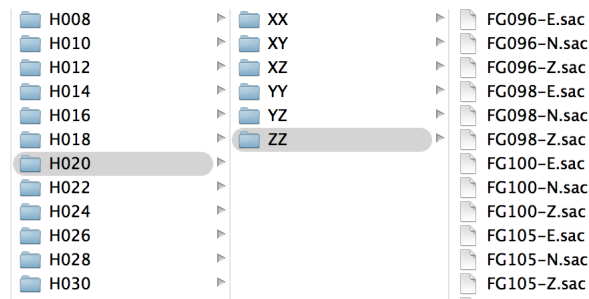 H008
H010
H012
H014
H016
H018
H020
H022
H024
H026
H028
H030
XX
XY
XZ
YY
YZ
ZZ
FG096-E.sac
FG096-N.sac
FG096-Z.sac
FG098-E.sac
FG098-N.sac
FG098-Z.sac
FG100-E.sac
FG100-N.sac
FG100-Z.sac
FG105-E.sac
FG105-N.sac
FG105-Z.sac